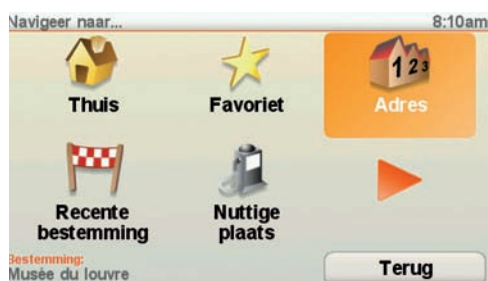 Navigeer naar... 8:10am
Thuis Favoriet 123 Adres
Recente bestemming Nuttige plaats
Bestemming:
Musée du louvre
Terug